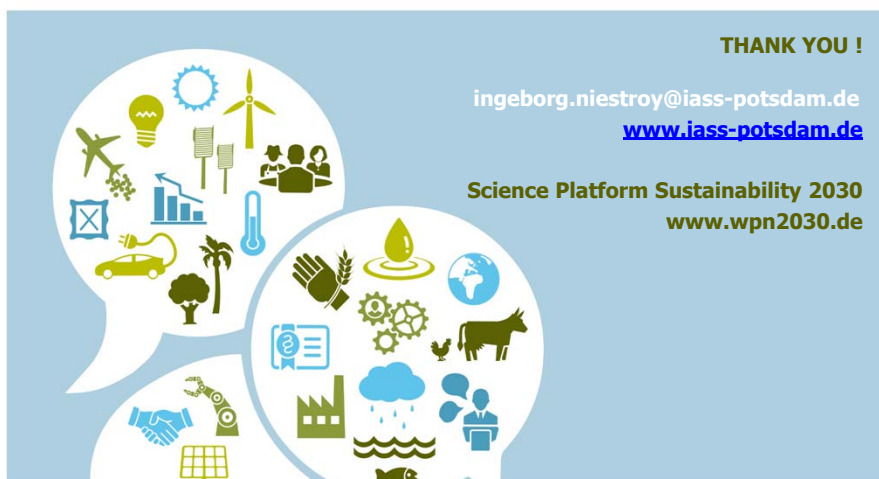 THANK YOU !
ingeborg.niestroy@iass-potsdam.de
www.iass-potsdam.de
Science Platform Sustainability 2030
www.wpn2030.de